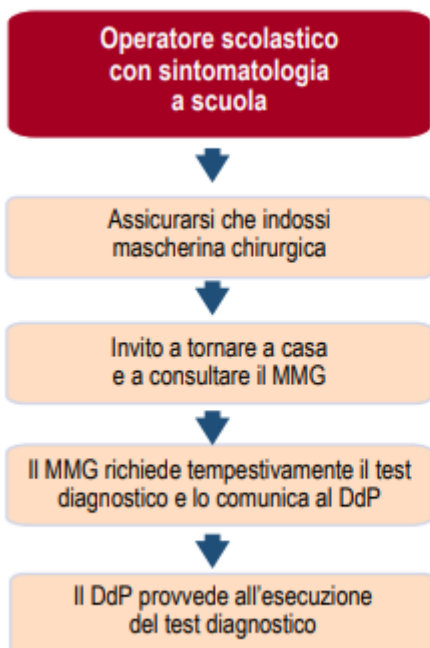 Operatore scolastico
con sintomatologia
a scuola
Assicurarsi che indossi
mascherina chirurgica
Invito a tornare a casa
e a consultare il MMG
Il MMG richiede tempestivamente il test
diagnostico e lo comunica al DdP
Il DdP provvede all'esecuzione
del test diagnostico